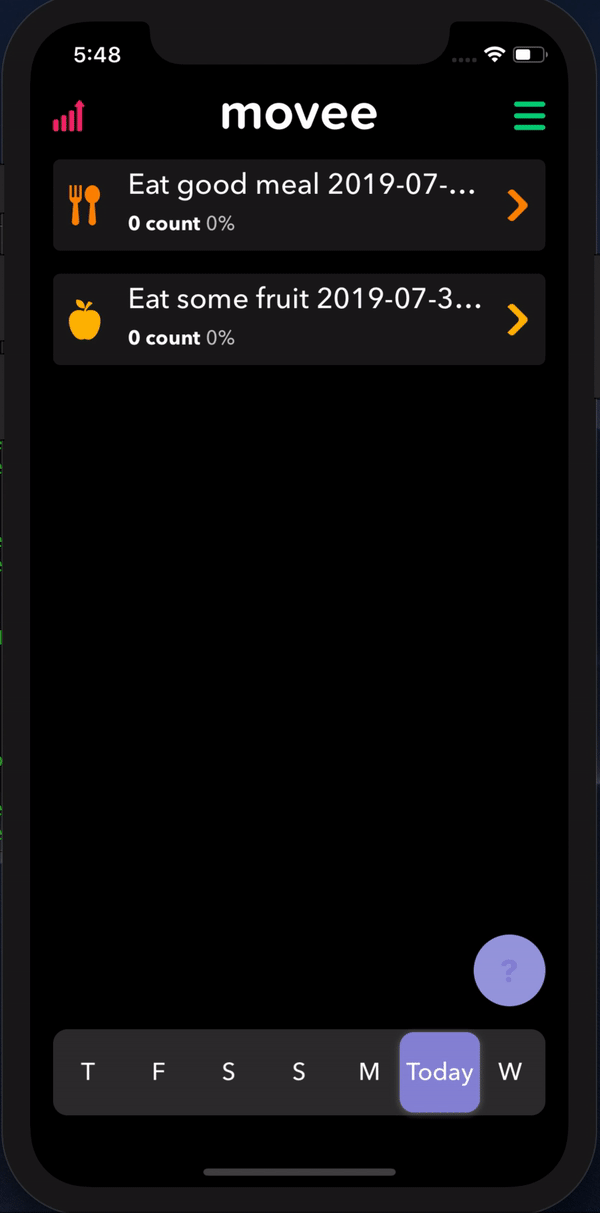 5:48
movee
Eat good meal 2019-07-...
0 count 0%
Eat some fruit 2019-07-3...
0 count 0%
?
T F S S M Today W